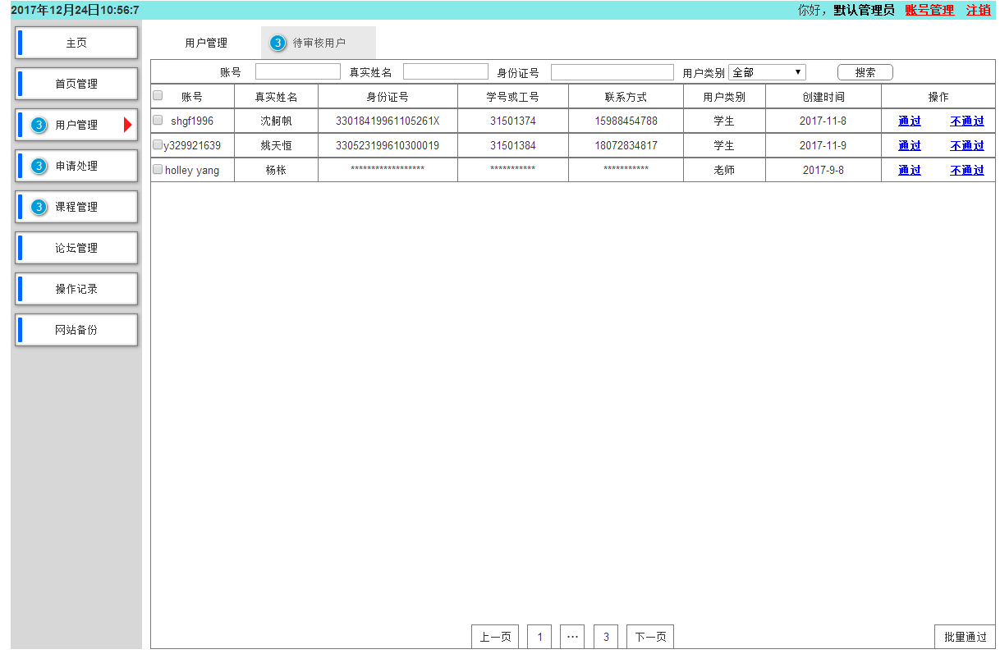 2017年12月24日10:56:7 你好，默认管理员 账号管理 注销
主页
首页管理
3 用户管理
3 申请处理
3 课程管理
论坛管理
操作记录
网站备份
用户管理 3 待审核用户
账号 真实姓名 身份证号 用户类别 全部 搜索
账号 真实姓名 身份证号 学号或工号 联系方式 用户类别 创建时间 操作
shgf1996 沈舸帆 33018419961105261X 31501374 15988454788 学生 2017-11-8 通过 不通过
y329921639 姚天恒 330523199610300019 31501384 18072834817 学生 2017-11-9 通过 不通过
holley yang 杨枨 ****************** *********** *********** 老师 2017-9-8 通过 不通过
上一页 1 ··· 3 下一页 批量通过